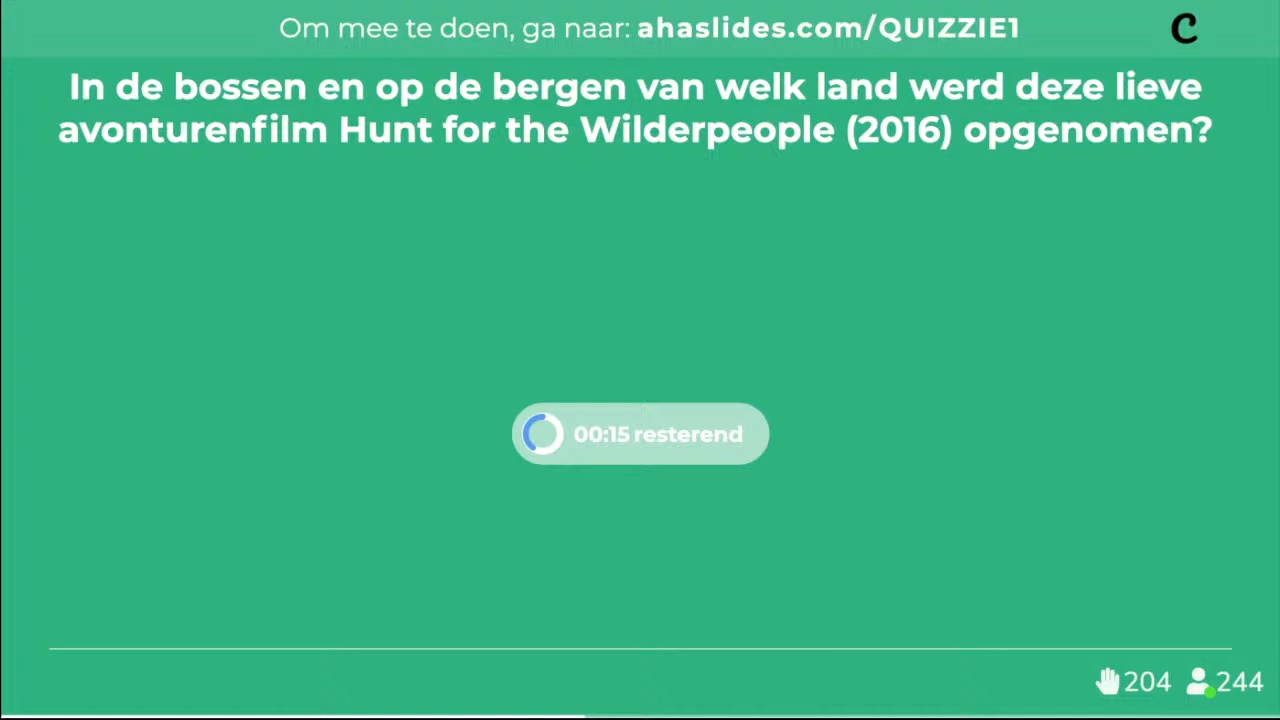 Om mee te doen, ga naar: ahaslides.com/QUIZZIE1
C
In de bossen en op de bergen van welk land werd deze lieve
avonturenfilm Hunt for the Wilderpeople (2016) opgenomen?
00:15 resterend
204 244